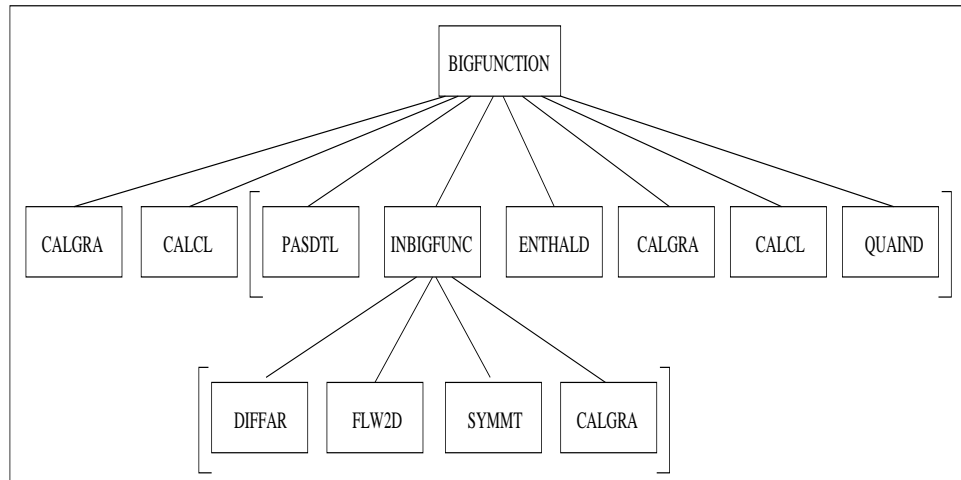 BIGFUNCTION
CALGRA CALCL PASDTL INBIGFUNC ENTHALD CALGRA CALCL QUAIND
DIFFAR FLW2D SYMMT CALGRA